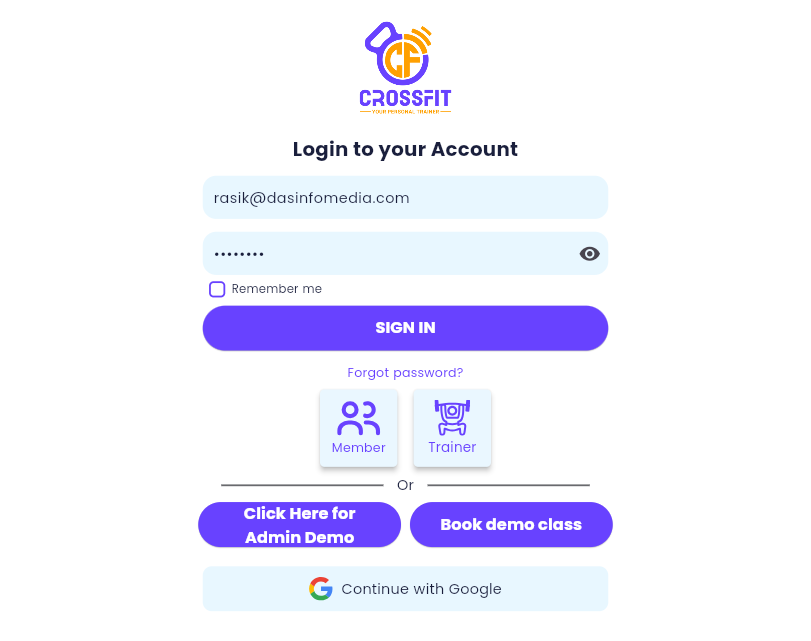 CF
CROSSFIT
YOUR PERSONAL TRAINER
Login to your Account
rasik@dasinfomedia.com
••••••••
Remember me
SIGN IN
Forgot password?
Member
Trainer
Or
Click Here for
Admin Demo
Book demo class
Continue with Google